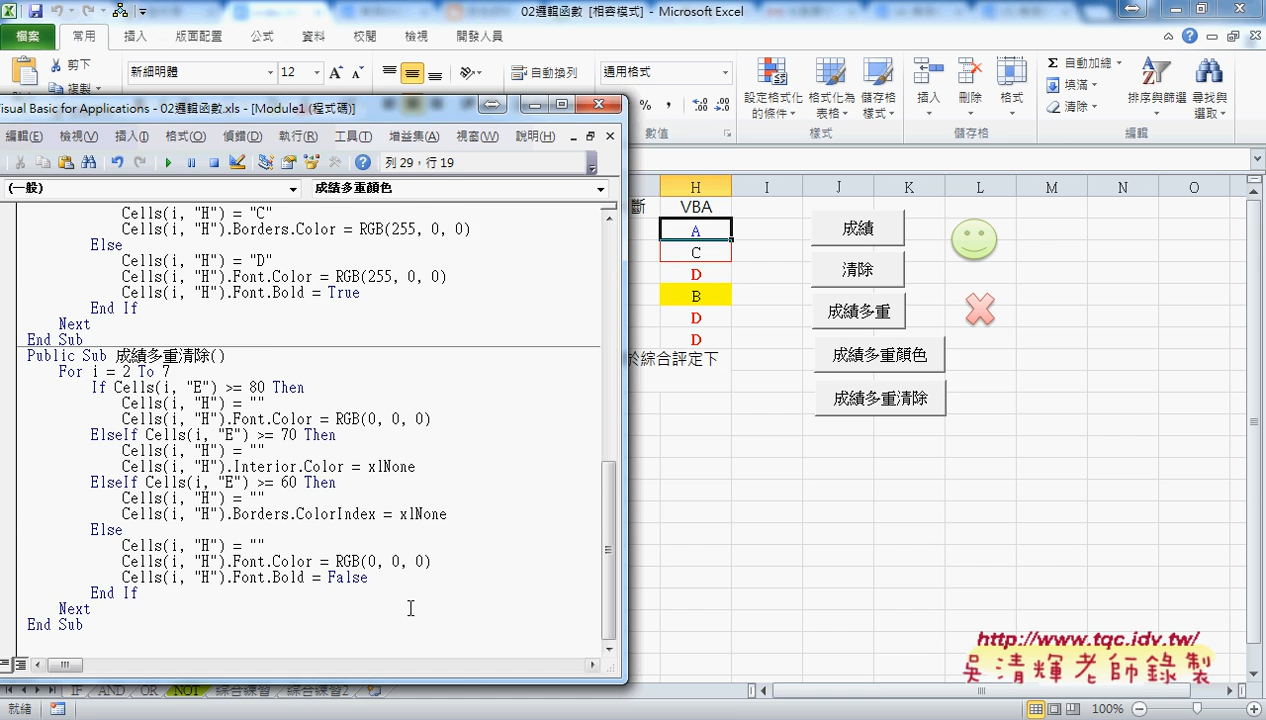 02邏輯函數 [相容模式] - Microsoft Excel
檔案 常用 插入 版面配置 公式 資料 校閱 檢視 開發人員
剪下
複製
新細明體 12
自動換列
通用格式
設定格式化的條件 格式化為表格 儲存格樣式 插入 刪除 格式
自動加總
填滿
清除
排序與篩選 尋找與選取
數值 樣式 儲存格 編輯
Visual Basic for Applications - 02邏輯函數.xls - [Module1 (程式碼)]
編輯(E) 檢視(V) 插入(I) 格式(O) 偵錯(D) 執行(R) 工具(T) 增益集(A) 視窗(W) 說明(H)
列 29，行 19
(一般) 成績多重顏色
Cells(i, "H") = "C"
Cells(i, "H").Borders.Color = RGB(255, 0, 0)
Else
Cells(i, "H") = "D"
Cells(i, "H").Font.Color = RGB(255, 0, 0)
Cells(i, "H").Font.Bold = True
End If
Next
End Sub
Public Sub 成績多重清除()
For i = 2 To 7
If Cells(i, "E") >= 80 Then
Cells(i, "H") = ""
Cells(i, "H").Font.Color = RGB(0, 0, 0)
ElseIf Cells(i, "E") >= 70 Then
Cells(i, "H") = ""
Cells(i, "H").Interior.Color = xlNone
ElseIf Cells(i, "E") >= 60 Then
Cells(i, "H") = ""
Cells(i, "H").Borders.ColorIndex = xlNone
Else
Cells(i, "H") = ""
Cells(i, "H").Font.Color = RGB(0, 0, 0)
Cells(i, "H").Font.Bold = False
End If
Next
End Sub
H I J K L M N O
斷 VBA
A
C
D
B
D
D
於綜合評定下
成績
清除
成績多重
成績多重顏色
成績多重清除
http://www.tqc.idv.tw/
吳清輝老師錄製
IF AND OR NOT 綜合練習 綜合練習2
就緒
100%